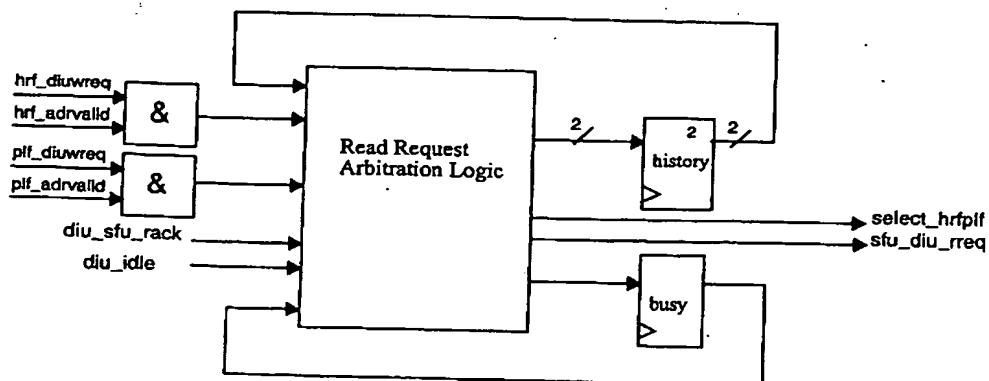 hrf_diuwreq
hrf_adrvalid
&
plf_diuwreq
plf_adrvalid
&
diu_sfu_rack
diu_idle
Read Request
Arbitration Logic
2
2
2
history
select_hrfplf
sfu_diu_rreq
busy